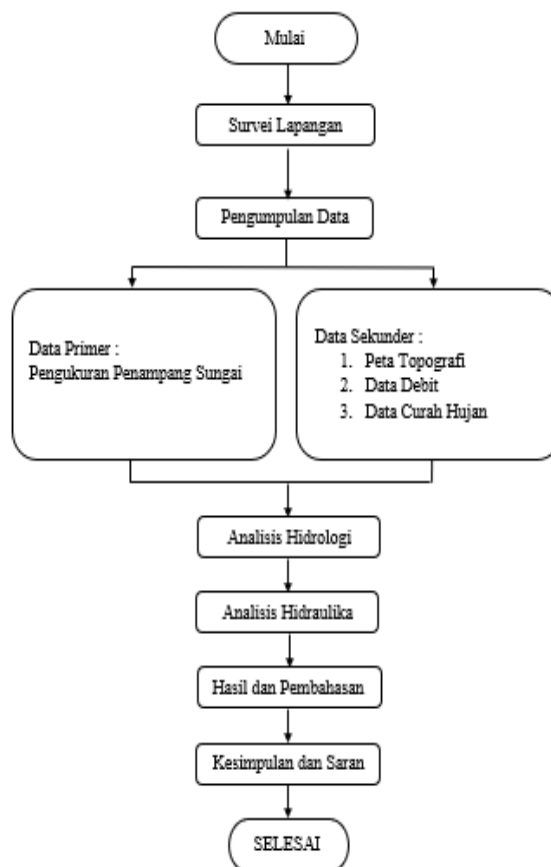 Mulai
Survei Lapangan
Pengumpulan Data
Data Primer :
Pengukuran Penampang Sungai
Data Sekunder :
1. Peta Topografi
2. Data Debit
3. Data Curah Hujan
Analisis Hidrologi
Analisis Hidraulika
Hasil dan Pembahasan
Kesimpulan dan Saran
SELESAI